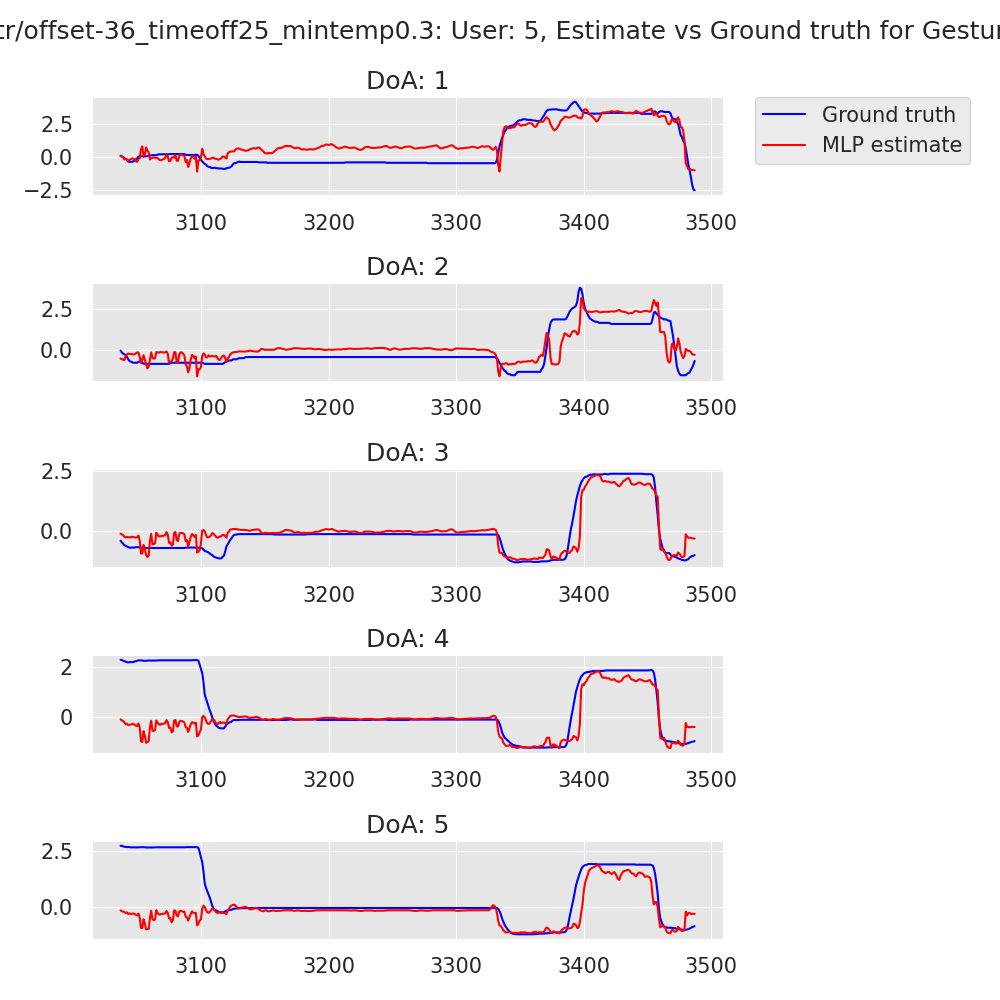 tr/offset-36_timeoff25_mintemp0.3: User: 5, Estimate vs Ground truth for Gestur
DoA: 1
Ground truth
MLP estimate
2.5
0.0
−2.5
3100 3200 3300 3400 3500
DoA: 2
2.5
0.0
3100 3200 3300 3400 3500
DoA: 3
2.5
0.0
3100 3200 3300 3400 3500
DoA: 4
2
0
3100 3200 3300 3400 3500
DoA: 5
2.5
0.0
3100 3200 3300 3400 3500